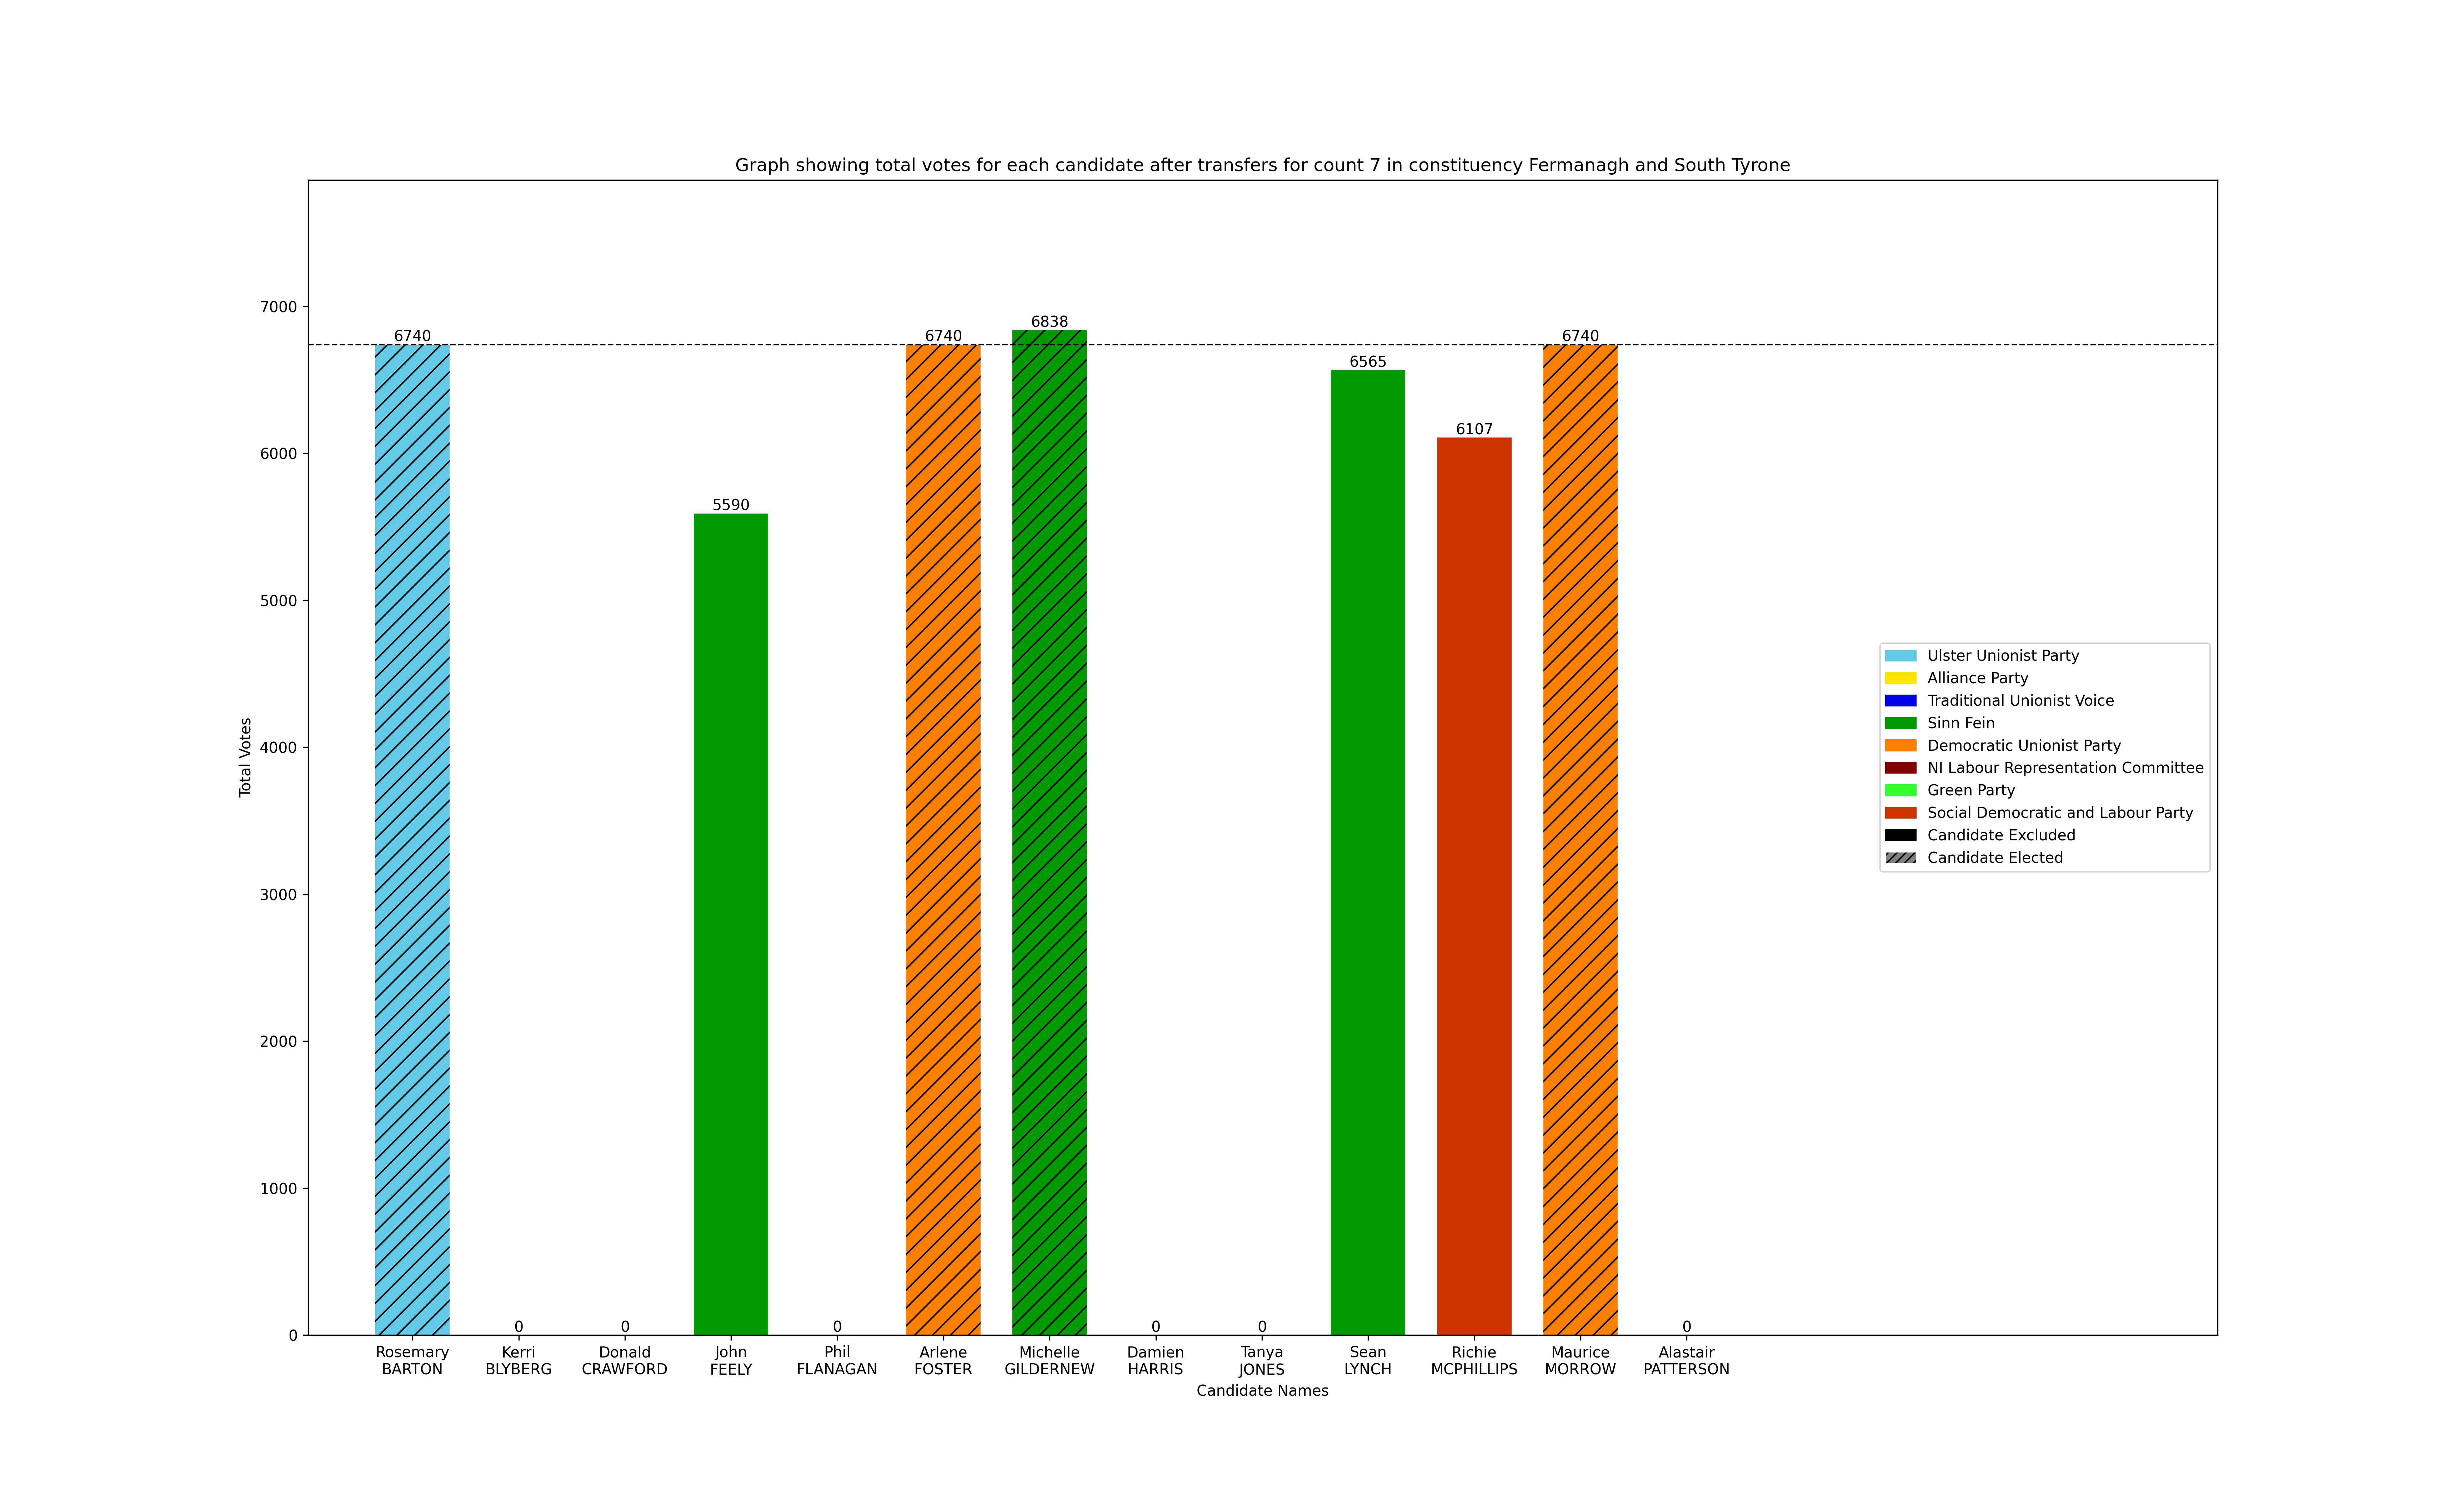 Graph showing total votes for each candidate after transfers for count 7 in constituency Fermanagh and South Tyrone
7000
6000
5000
4000
3000
2000
1000
0
Total Votes
6740
0
0
5590
0
6740
6838
0
0
6565
6107
6740
0
Rosemary
BARTON
Kerri
BLYBERG
Donald
CRAWFORD
John
FEELY
Phil
FLANAGAN
Arlene
FOSTER
Michelle
GILDERNEW
Damien
HARRIS
Tanya
JONES
Sean
LYNCH
Richie
MCPHILLIPS
Maurice
MORROW
Alastair
PATTERSON
Candidate Names
Ulster Unionist Party
Alliance Party
Traditional Unionist Voice
Sinn Fein
Democratic Unionist Party
NI Labour Representation Committee
Green Party
Social Democratic and Labour Party
Candidate Excluded
Candidate Elected